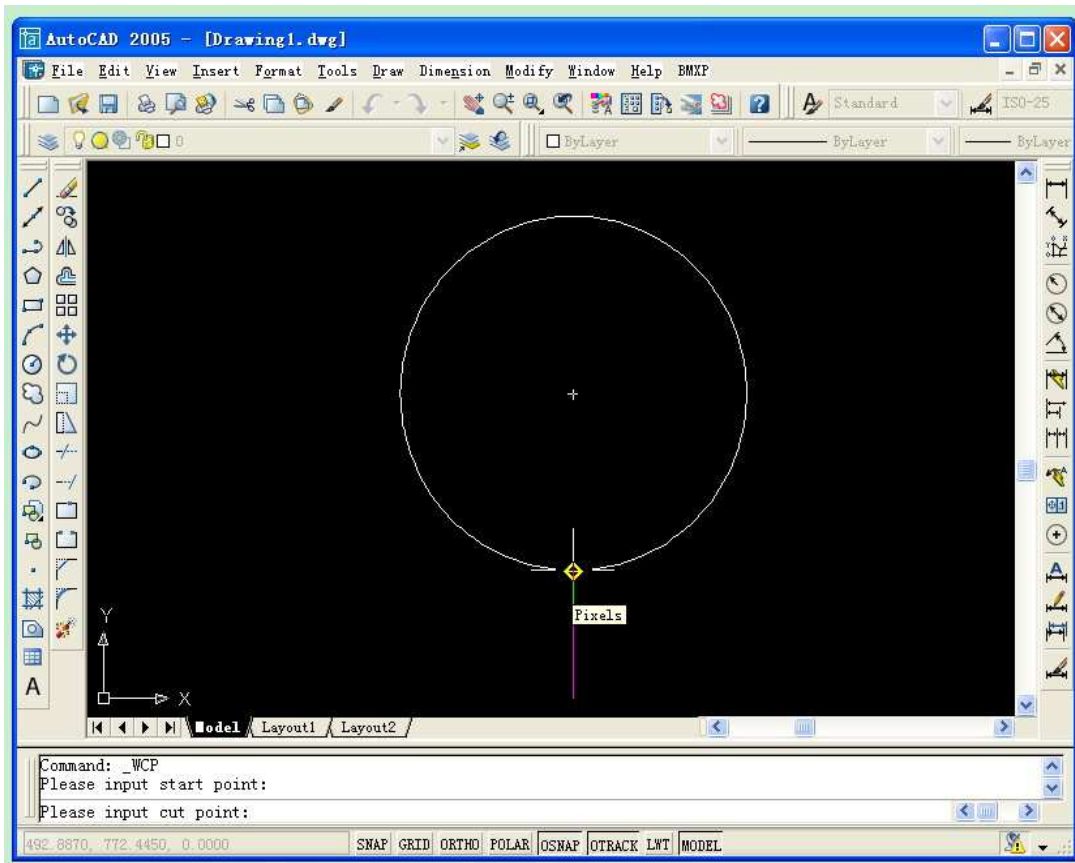 AutoCAD 2005 - [Drawing1.dwg]
File Edit View Insert Format Tools Draw Dimension Modify Window Help BMXP
Standard ISO-25
0 ByLayer ByLayer ByLayer
Pixels
Y
X
A
Model Layout1 Layout2
Command: _WCP
Please input start point:
Please input cut point:
492.8870, 772.4450, 0.0000 SNAP GRID ORTHO POLAR OSNAP OTRACK LWT MODEL